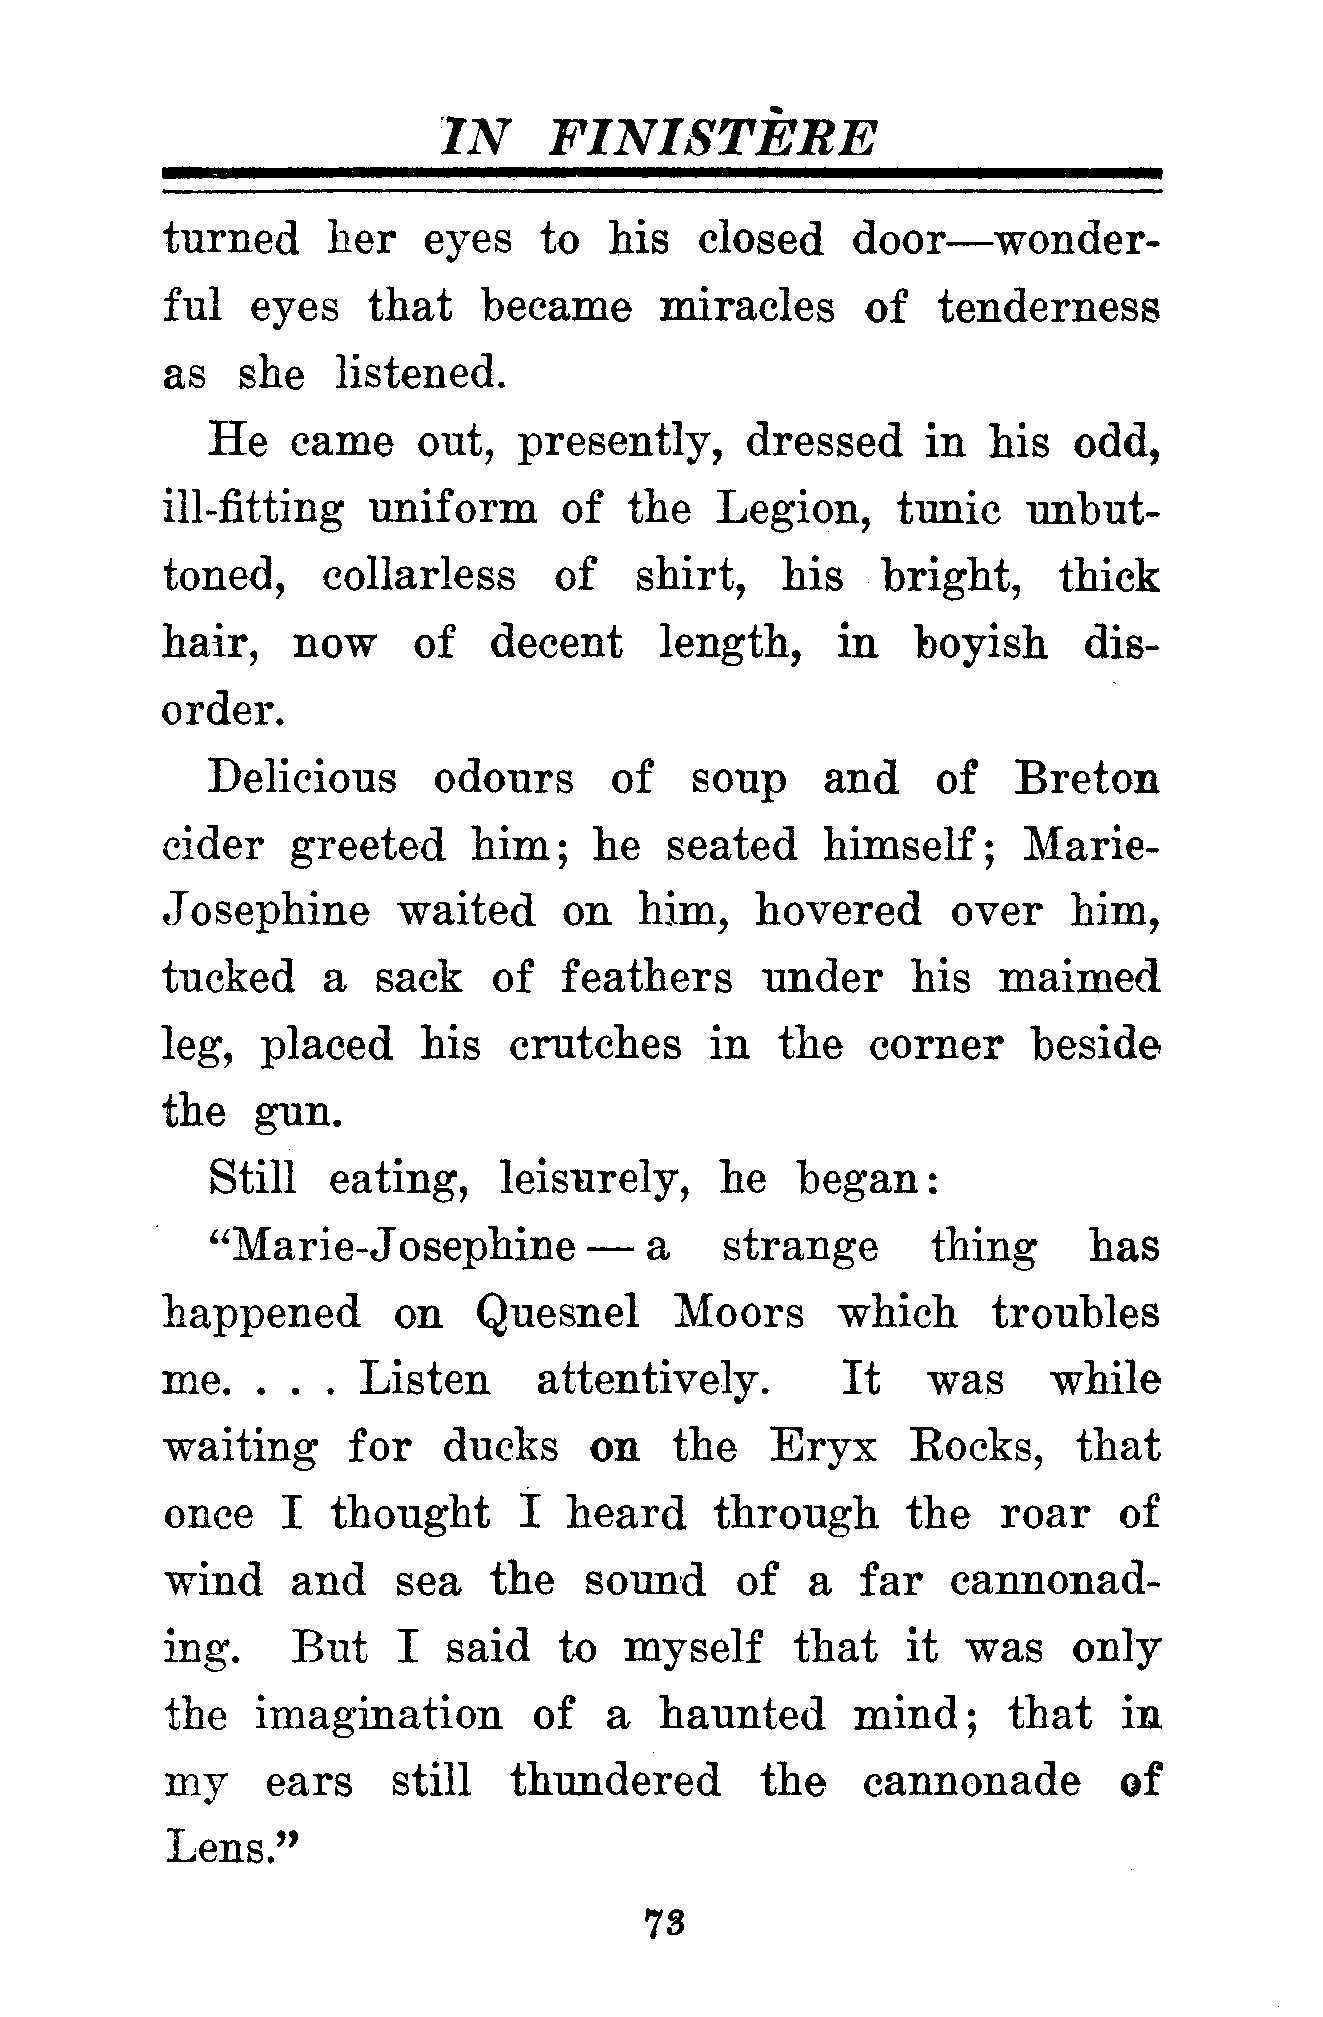 IN FINISTÈRE
turned her eyes to his closed door—wonder-
ful eyes that became miracles of tenderness
as she listened.
He came out, presently, dressed in his odd,
ill-fitting uniform of the Legion, tunic unbut-
toned, collarless of shirt, his bright, thick
hair, now of decent length, in boyish dis-
order.
Delicious odours of soup and of Breton
cider greeted him; he seated himself; Marie-
Josephine waited on him, hovered over him,
tucked a sack of feathers under his maimed
leg, placed his crutches in the corner beside
the gun.
Still eating, leisurely, he began:
“Marie-Josephine — a strange thing has
happened on Quesnel Moors which troubles
me. . . . Listen attentively. It was while
waiting for ducks on the Eryx Rocks, that
once I thought I heard through the roar of
wind and sea the sound of a far cannonad-
ing. But I said to myself that it was only
the imagination of a haunted mind; that in
my ears still thundered the cannonade of
Lens.”
73